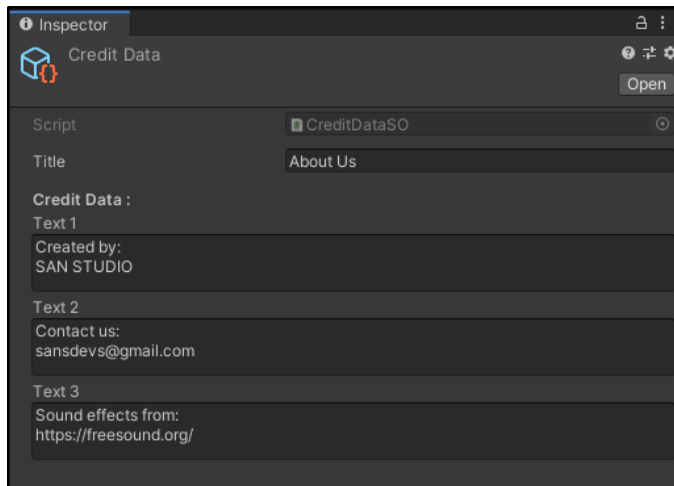 Inspector
Credit Data
Open
Script CreditDataSO
Title About Us
Credit Data :
Text 1
Created by:
SAN STUDIO
Text 2
Contact us:
sansdevs@gmail.com
Text 3
Sound effects from:
https://freesound.org/